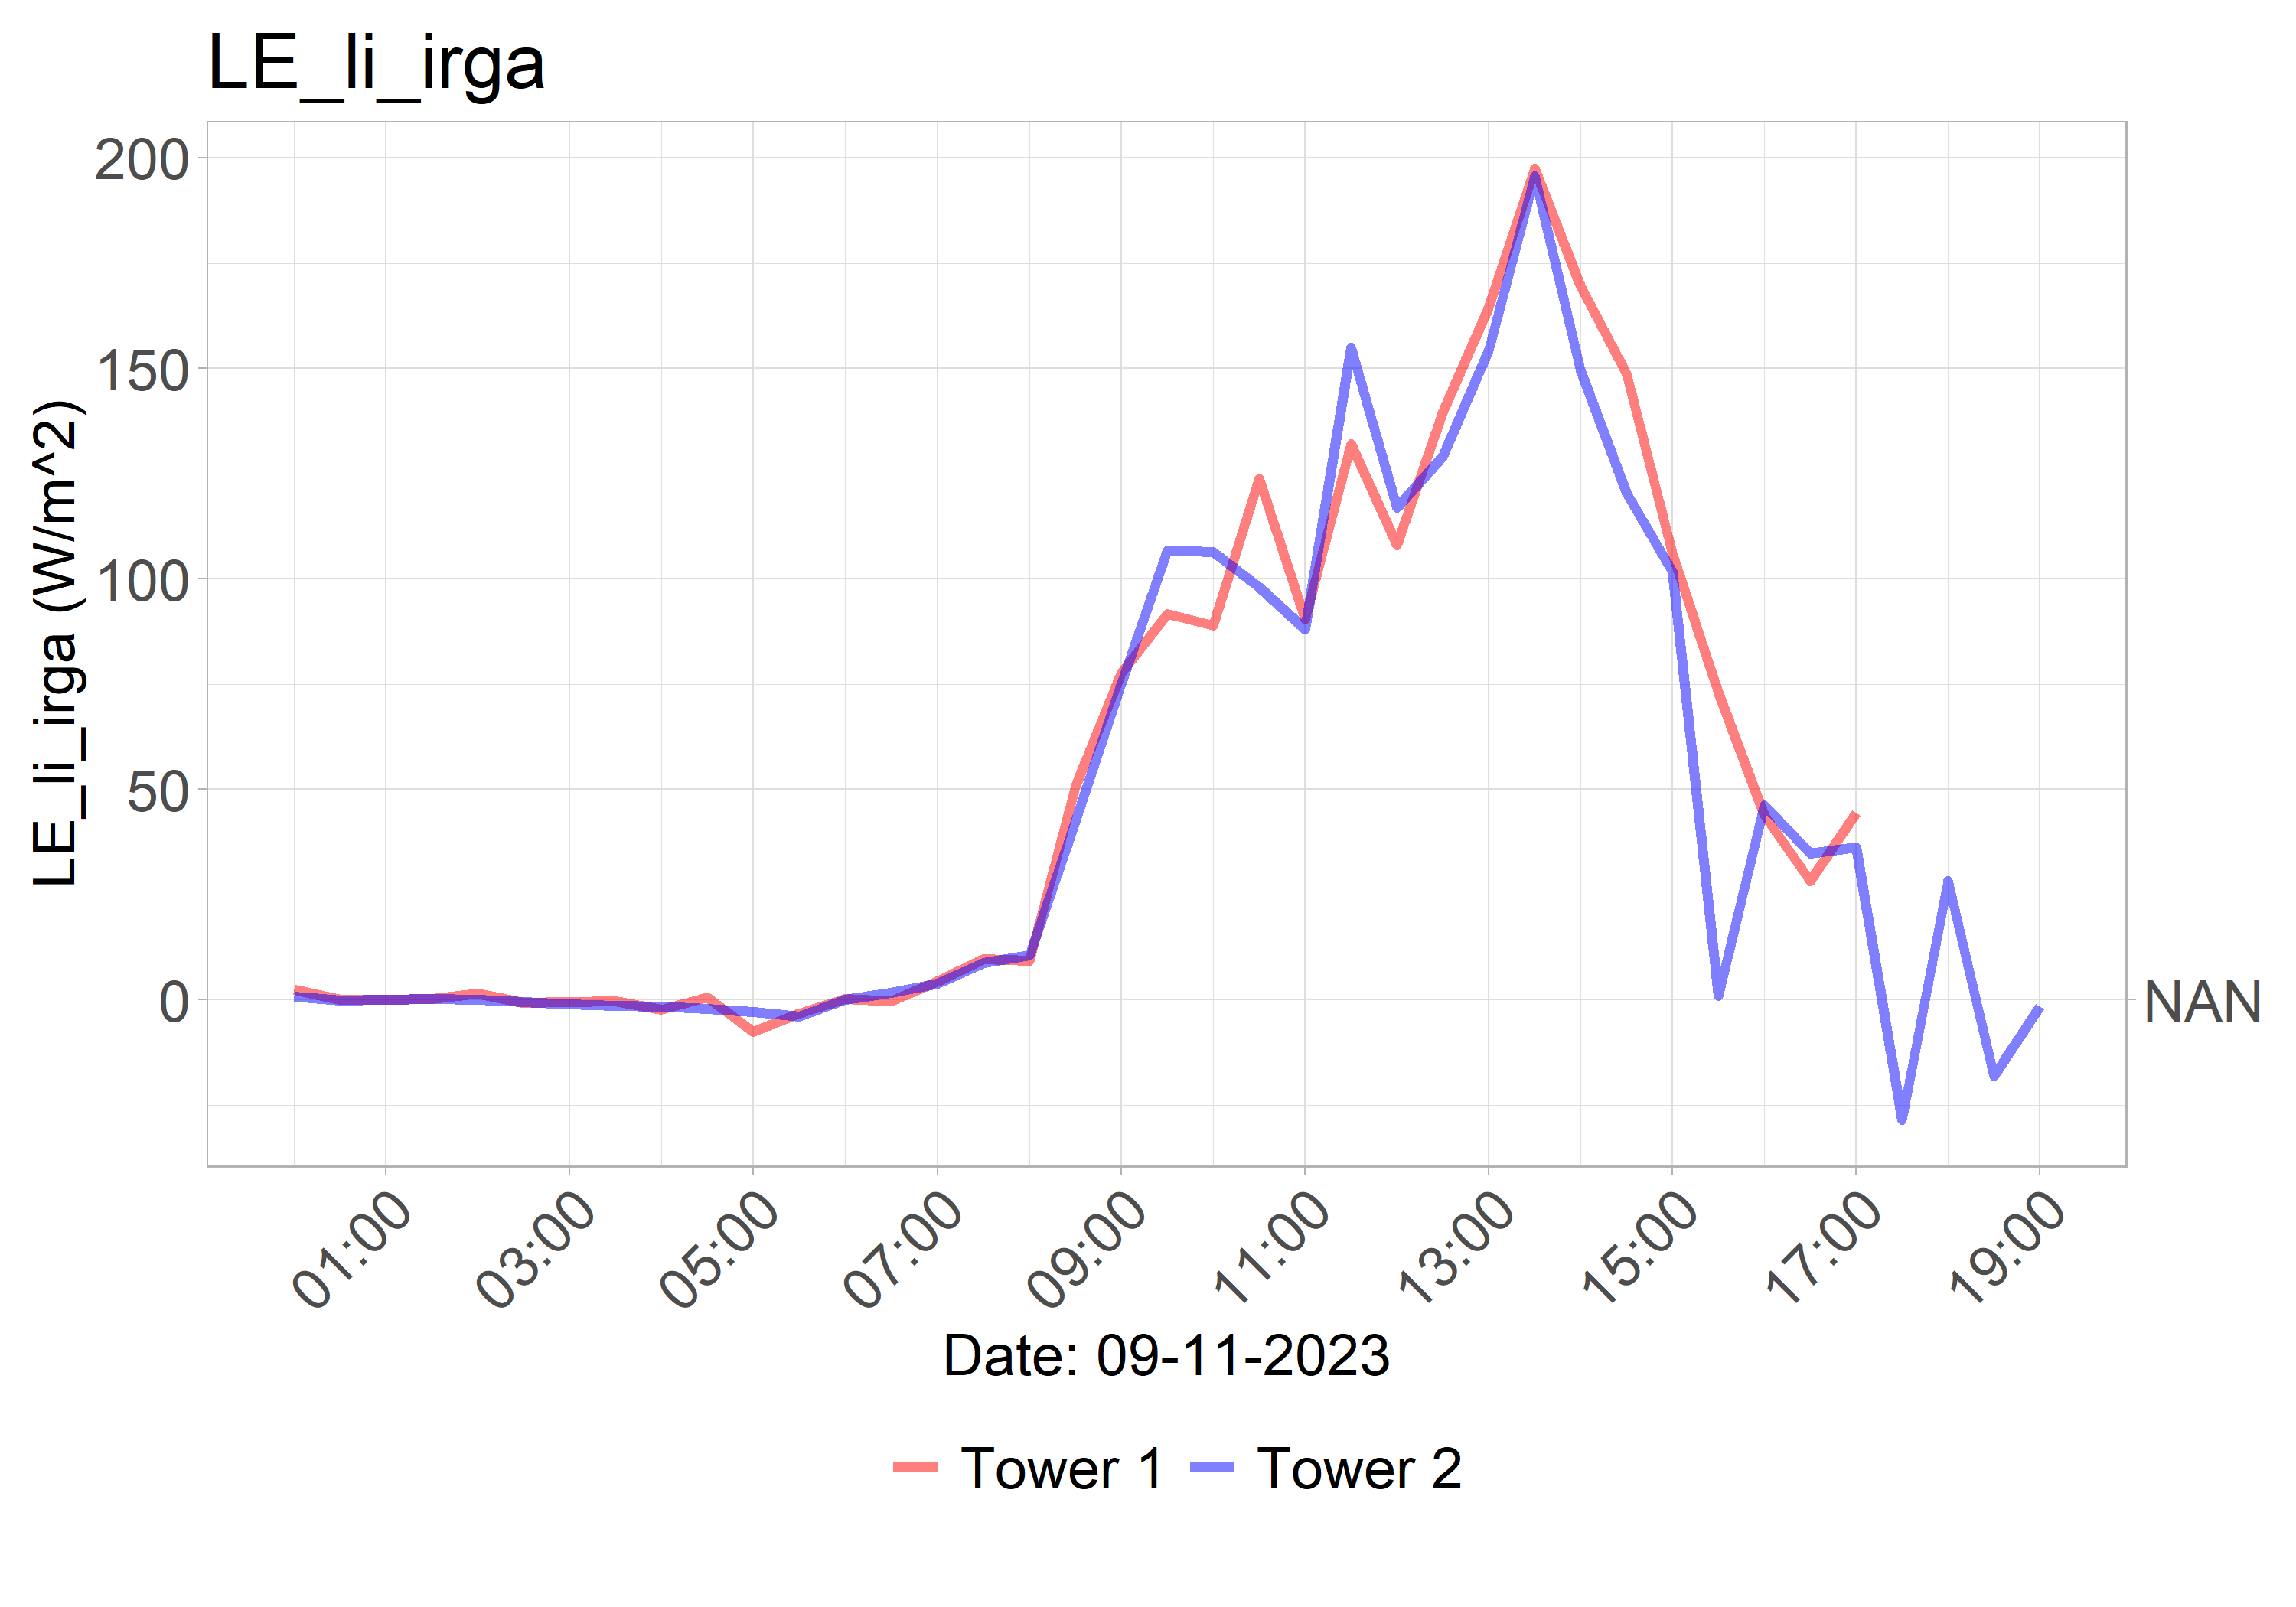 LE_li_irga
LE_li_irga (W/m^2)
200
150
100
50
0
NAN
01:00 03:00 05:00 07:00 09:00 11:00 13:00 15:00 17:00 19:00
Date: 09-11-2023
Tower 1 Tower 2